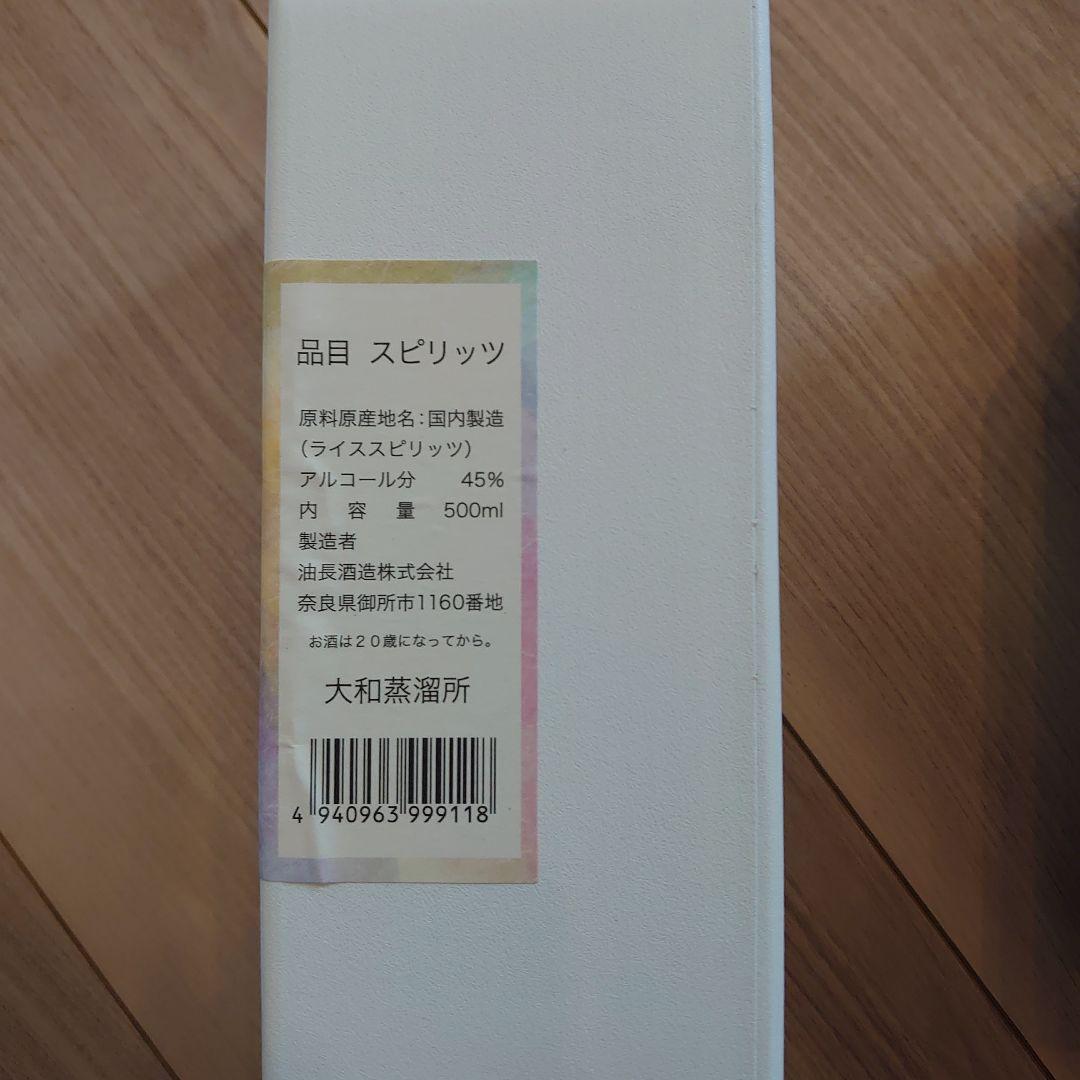 品目 スピリッツ
原料原産地名：国内製造
（ライススピリッツ）
アルコール分 45%
内容量 500ml
製造者
油長酒造株式会社
奈良県御所市1160番地
お酒は20歳になってから。
大和蒸溜所
4 940963 999118